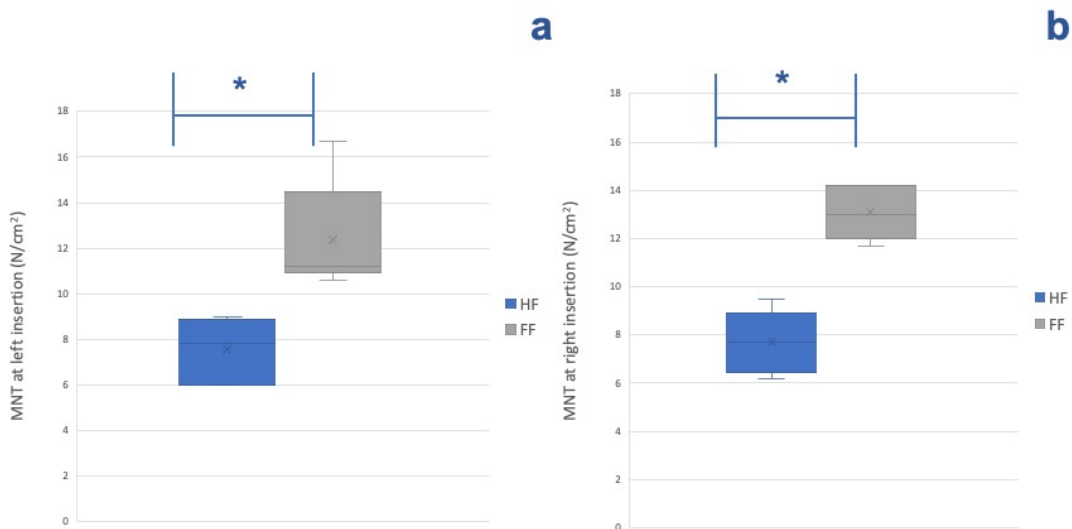 a
*
18
16
14
12
10
8
6
4
2
0
MNT at left insertion (N/cm²)
HF
FF
b
*
18
16
14
12
10
8
6
4
2
0
MNT at right insertion (N/cm²)
HF
FF